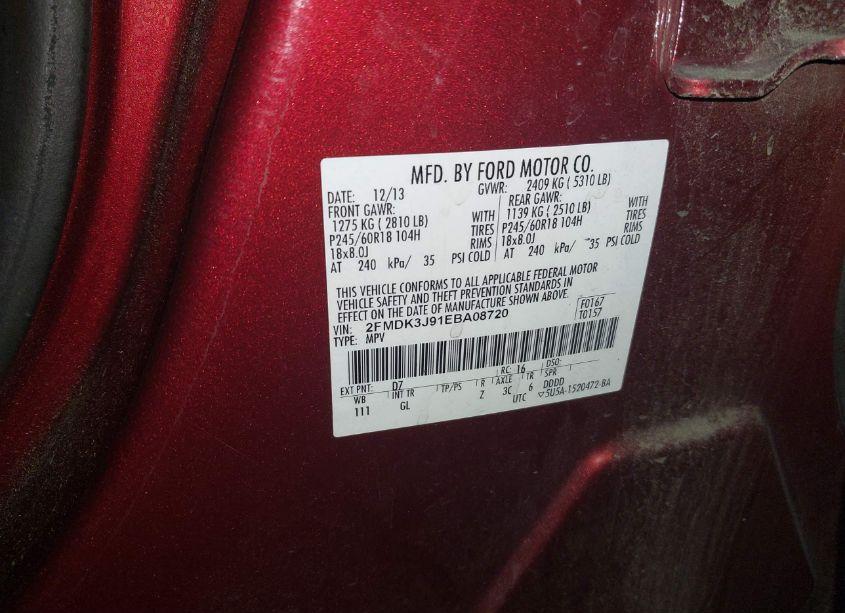 MFD. BY FORD MOTOR CO.
DATE: 12/13 GVWR: 2409 KG ( 5310 LB)
FRONT GAWR: REAR GAWR:
1275 KG ( 2810 LB) WITH 1139 KG ( 2510 LB) WITH
P245/60R18 104H TIRES P245/60R18 104H TIRES
18x8.0J RIMS 18x8.0J RIMS
AT 240 kPa/ 35 PSI COLD AT 240 kPa/ 35 PSI COLD
THIS VEHICLE CONFORMS TO ALL APPLICABLE FEDERAL MOTOR
VEHICLE SAFETY AND THEFT PREVENTION STANDARDS IN
EFFECT ON THE DATE OF MANUFACTURE SHOWN ABOVE.
VIN: 2FMDK3J91EBA08720 F0167
TYPE: MPV T0157
EXT PNT: D7 RC: 16 DSO:
WB INT TR TP/PS R AXLE TR SPR
111 GL Z 3C 6 DODD
UTC ▽5U5A-1520472-BA